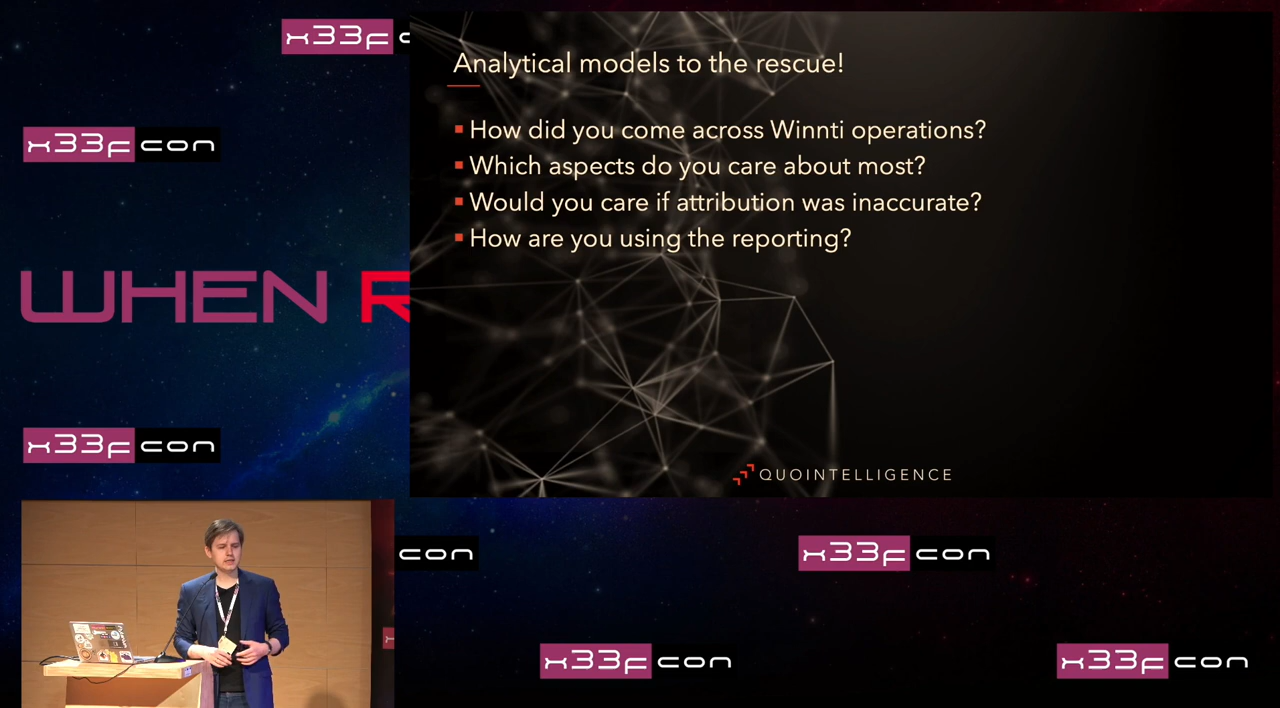 x33fc
Analytical models to the rescue!
How did you come across Winnti operations?
x33fcon
Which aspects do you care about most?
Would you care if attribution was inaccurate?
How are you using the reporting?
WHEN R
x33fcon
QUOINTELLIGENCE
con
x33fcon
x33fcon
x33fcon